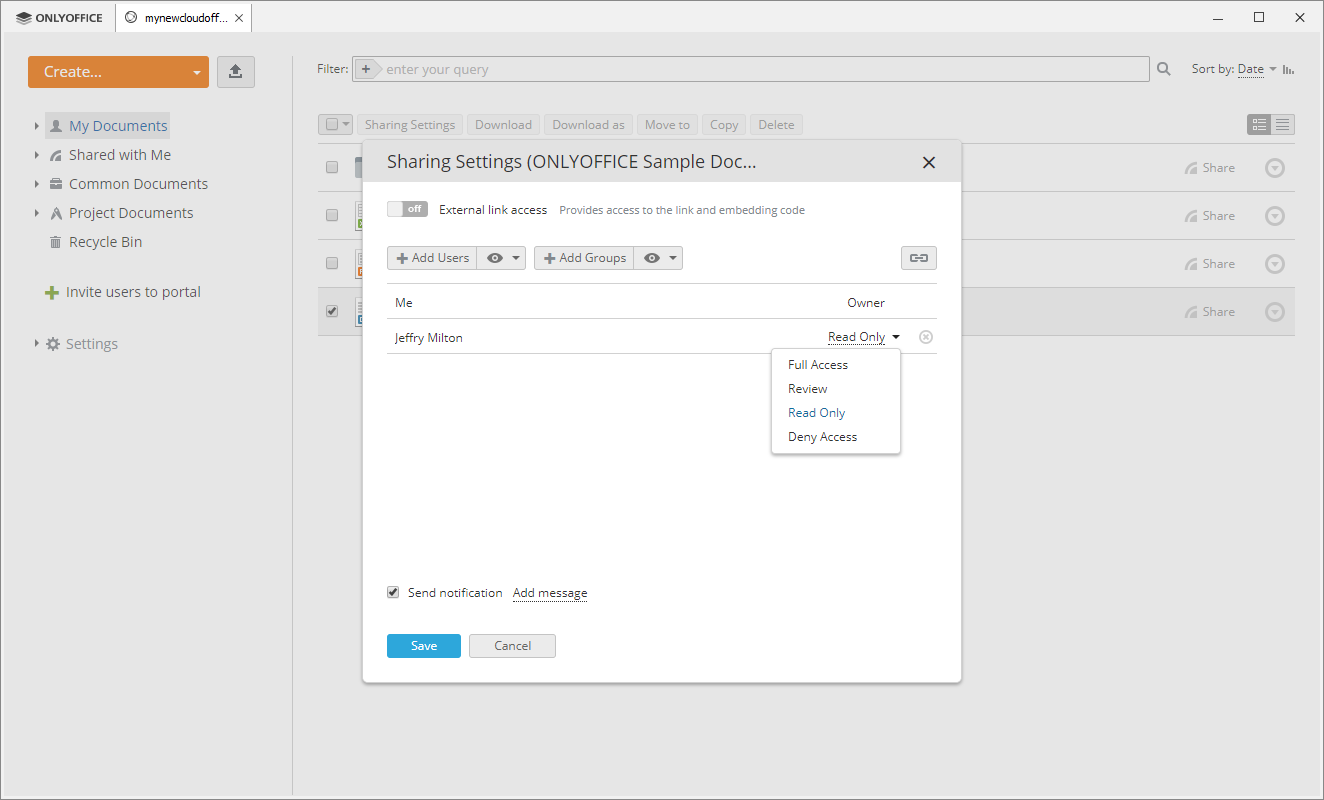 ONLYOFFICE
mynewcloudoff...
Create...
Filter: enter your query
Sort by: Date
My Documents
Shared with Me
Common Documents
Project Documents
Recycle Bin
Invite users to portal
Settings
Sharing Settings Download Download as Move to Copy Delete
Share
Share
Share
Share
Sharing Settings (ONLYOFFICE Sample Doc...
off External link access Provides access to the link and embedding code
Add Users Add Groups
Me Owner
Jeffry Milton Read Only
Full Access
Review
Read Only
Deny Access
Send notification Add message
Save Cancel